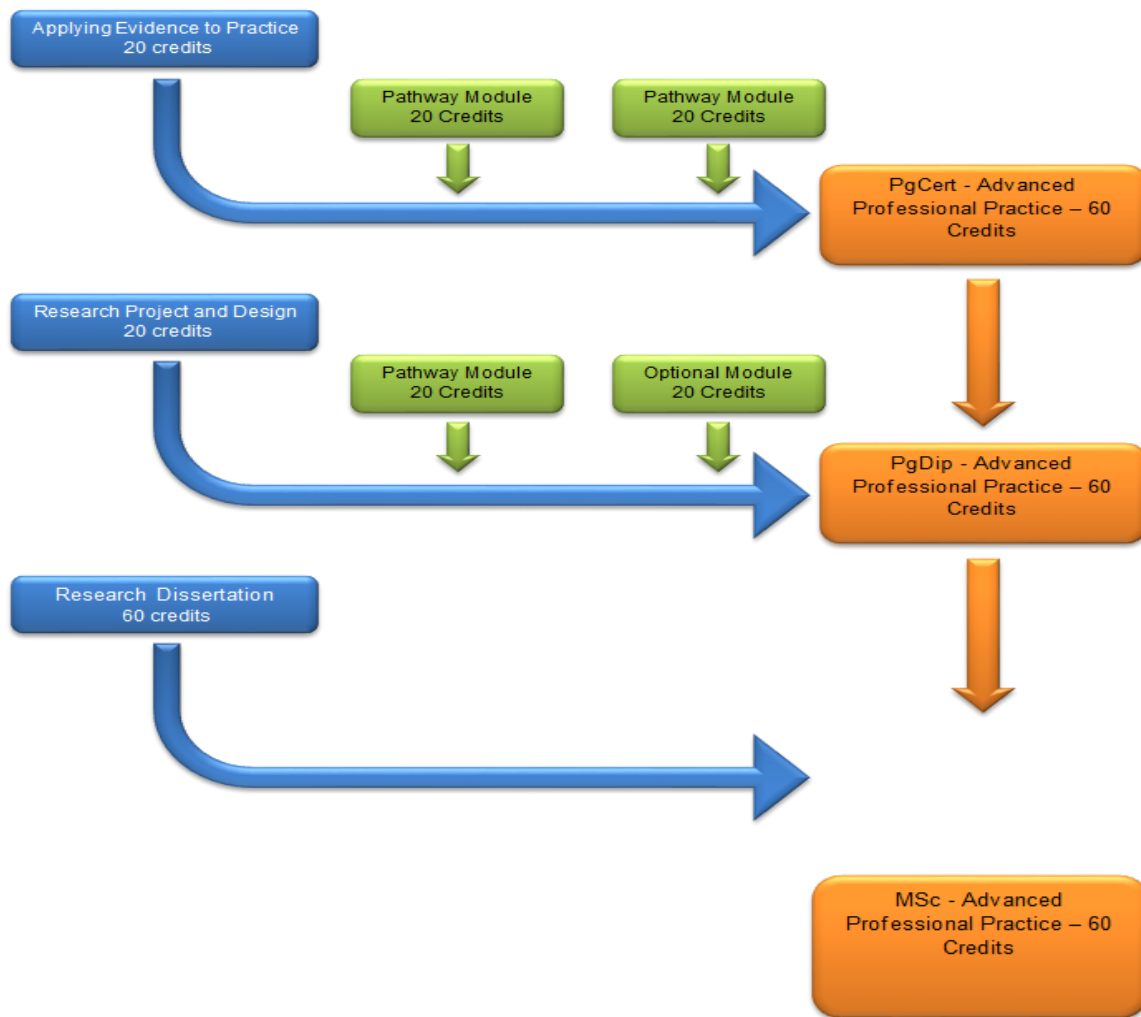 Applying Evidence to Practice
20 credits
Pathway Module
20 Credits
Pathway Module
20 Credits
PgCert - Advanced
Professional Practice – 60
Credits
Research Project and Design
20 credits
Pathway Module
20 Credits
Optional Module
20 Credits
PgDip - Advanced
Professional Practice – 60
Credits
Research Dissertation
60 credits
MSc - Advanced
Professional Practice – 60
Credits